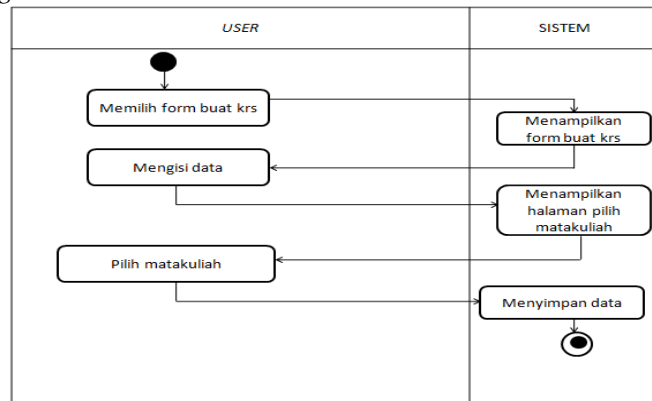 USER
SISTEM
Memilih form buat krs
Menampilkan
form buat krs
Mengisi data
Menampilkan
halaman pilih
matakuliah
Pilih matakuliah
Menyimpan data